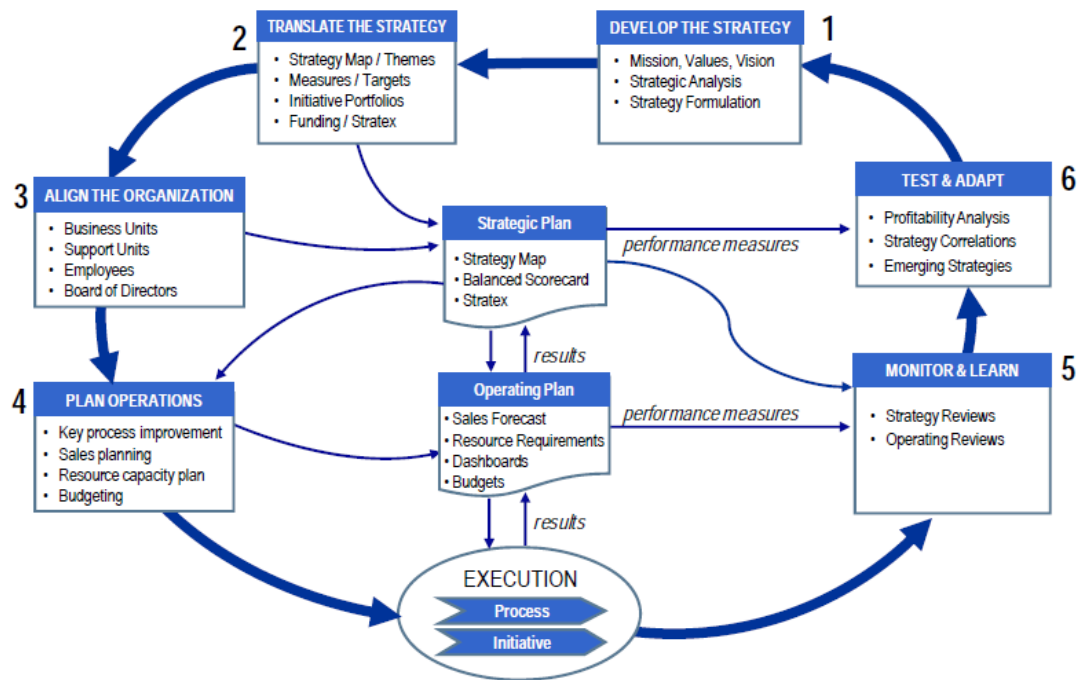 1
DEVELOP THE STRATEGY
• Mission, Values, Vision
• Strategic Analysis
• Strategy Formulation
2
TRANSLATE THE STRATEGY
• Strategy Map / Themes
• Measures / Targets
• Initiative Portfolios
• Funding / Stratex
3
ALIGN THE ORGANIZATION
• Business Units
• Support Units
• Employees
• Board of Directors
4
PLAN OPERATIONS
• Key process improvement
• Sales planning
• Resource capacity plan
• Budgeting
Strategic Plan
• Strategy Map
• Balanced Scorecard
• Stratex
performance measures
results
Operating Plan
• Sales Forecast
• Resource Requirements
• Dashboards
• Budgets
performance measures
results
EXECUTION
Process
Initiative
5
MONITOR & LEARN
• Strategy Reviews
• Operating Reviews
6
TEST & ADAPT
• Profitability Analysis
• Strategy Correlations
• Emerging Strategies